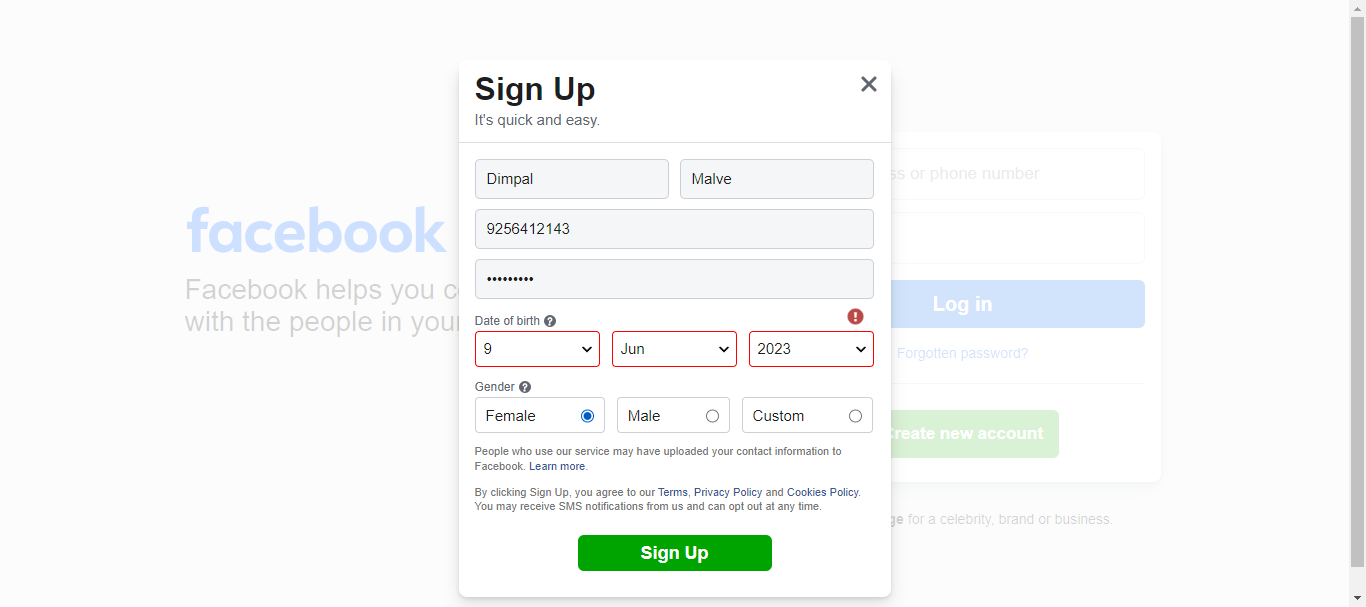 Sign Up
It's quick and easy.
Dimpal
Malve
9256412143
•••••••••
Date of birth ?
9
Jun
2023
Gender ?
Female
Male
Custom
People who use our service may have uploaded your contact information to
Facebook. Learn more.
By clicking Sign Up, you agree to our Terms, Privacy Policy and Cookies Policy.
You may receive SMS notifications from us and can opt out at any time.
Sign Up
facebook
Facebook helps you
with the people in your
or phone number
Log in
Forgotten password?
Create new account
for a celebrity, brand or business.